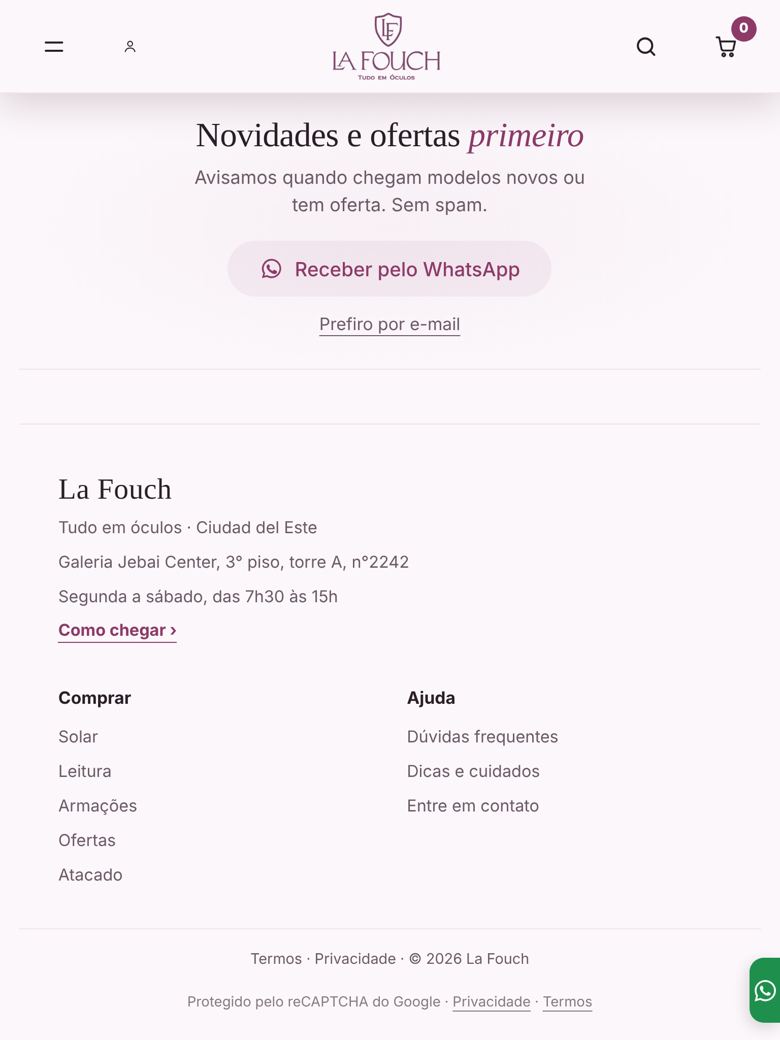 0
LF
LA FOUCH
Tudo em Óculos
Novidades e ofertas primeiro
Avisamos quando chegam modelos novos ou
tem oferta. Sem spam.
Receber pelo WhatsApp
Prefiro por e-mail
La Fouch
Tudo em óculos · Ciudad del Este
Galeria Jebai Center, 3° piso, torre A, n°2242
Segunda a sábado, das 7h30 às 15h
Como chegar ›
Comprar
Solar
Leitura
Armações
Ofertas
Atacado
Ajuda
Dúvidas frequentes
Dicas e cuidados
Entre em contato
Termos · Privacidade · © 2026 La Fouch
Protegido pelo reCAPTCHA do Google · Privacidade · Termos